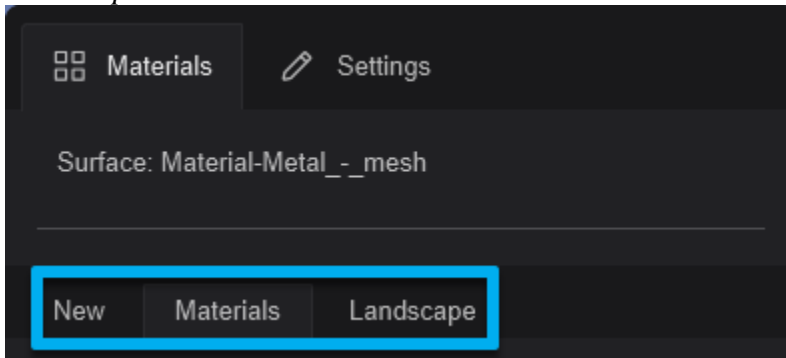 Materials Settings
Surface: Material-Metal_-_mesh
New Materials Landscape